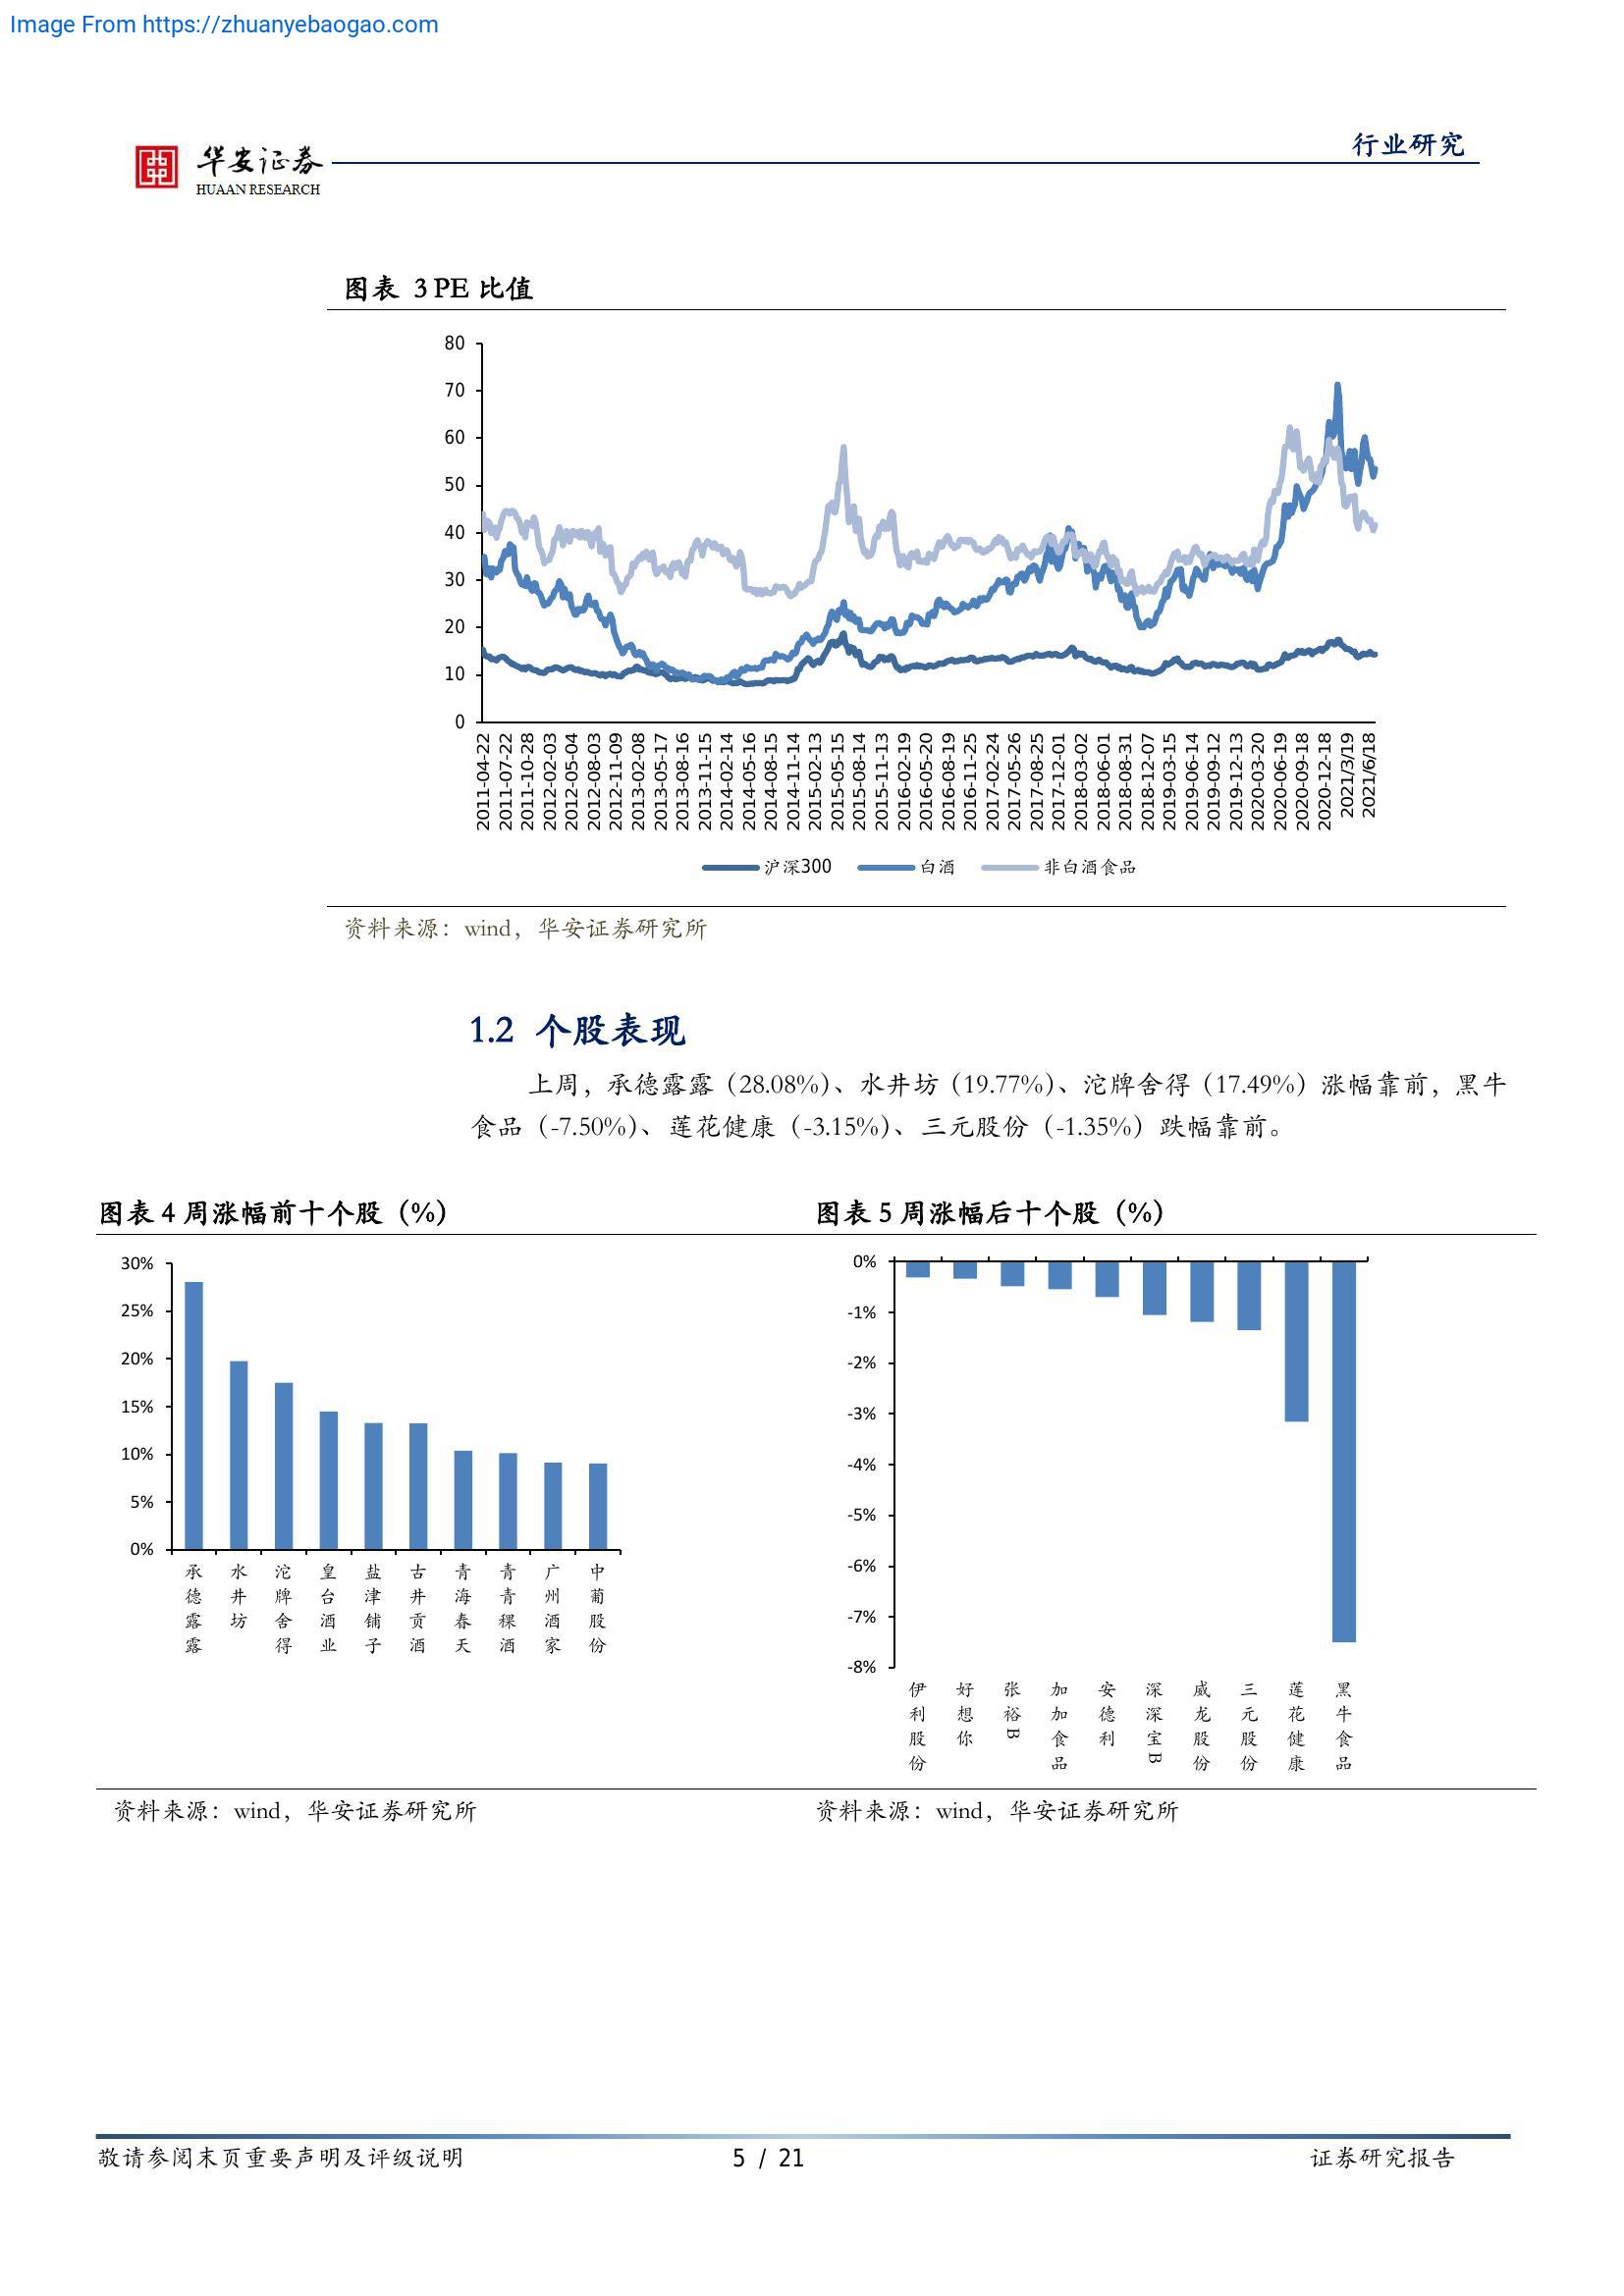 Image From https://zhuanyebaogao.com
行业研究
华安证券
HUAAN RESEARCH
图表 3 PE 比值
80
70
60
50
40
30
20
10
0
2011-04-22
2011-07-22
2011-10-28
2012-02-03
2012-05-04
2012-08-03
2012-11-09
2013-02-08
2013-05-17
2013-08-16
2013-11-15
2014-02-14
2014-05-16
2014-08-15
2014-11-14
2015-02-13
2015-05-15
2015-08-14
2015-11-13
2016-02-19
2016-05-20
2016-08-19
2016-11-25
2017-02-24
2017-05-26
2017-08-25
2017-12-01
2018-03-02
2018-06-01
2018-08-31
2018-12-07
2019-03-15
2019-06-14
2019-09-12
2019-12-13
2020-03-20
2020-06-19
2020-09-18
2020-12-18
2021/3/19
2021/6/18
沪深300 白酒 非白酒食品
资料来源：wind，华安证券研究所
1.2 个股表现
上周，承德露露（28.08%）、水井坊（19.77%）、沱牌舍得（17.49%）涨幅靠前，黑牛
食品（-7.50%）、莲花健康（-3.15%）、三元股份（-1.35%）跌幅靠前。
图表 4 周涨幅前十个股（%）
30%
25%
20%
15%
10%
5%
0%
承德露露
水井坊
沱牌舍得
皇台酒业
盐津铺子
古井贡酒
青海春天
青青稞酒
广州酒家
中葡股份
资料来源：wind，华安证券研究所
图表 5 周涨幅后十个股（%）
0%
-1%
-2%
-3%
-4%
-5%
-6%
-7%
-8%
伊利股份
好想你
张裕B
加加食品
安德利
深深宝B
威龙股份
三元股份
莲花健康
黑牛食品
资料来源：wind，华安证券研究所
敬请参阅末页重要声明及评级说明 5 / 21 证券研究报告